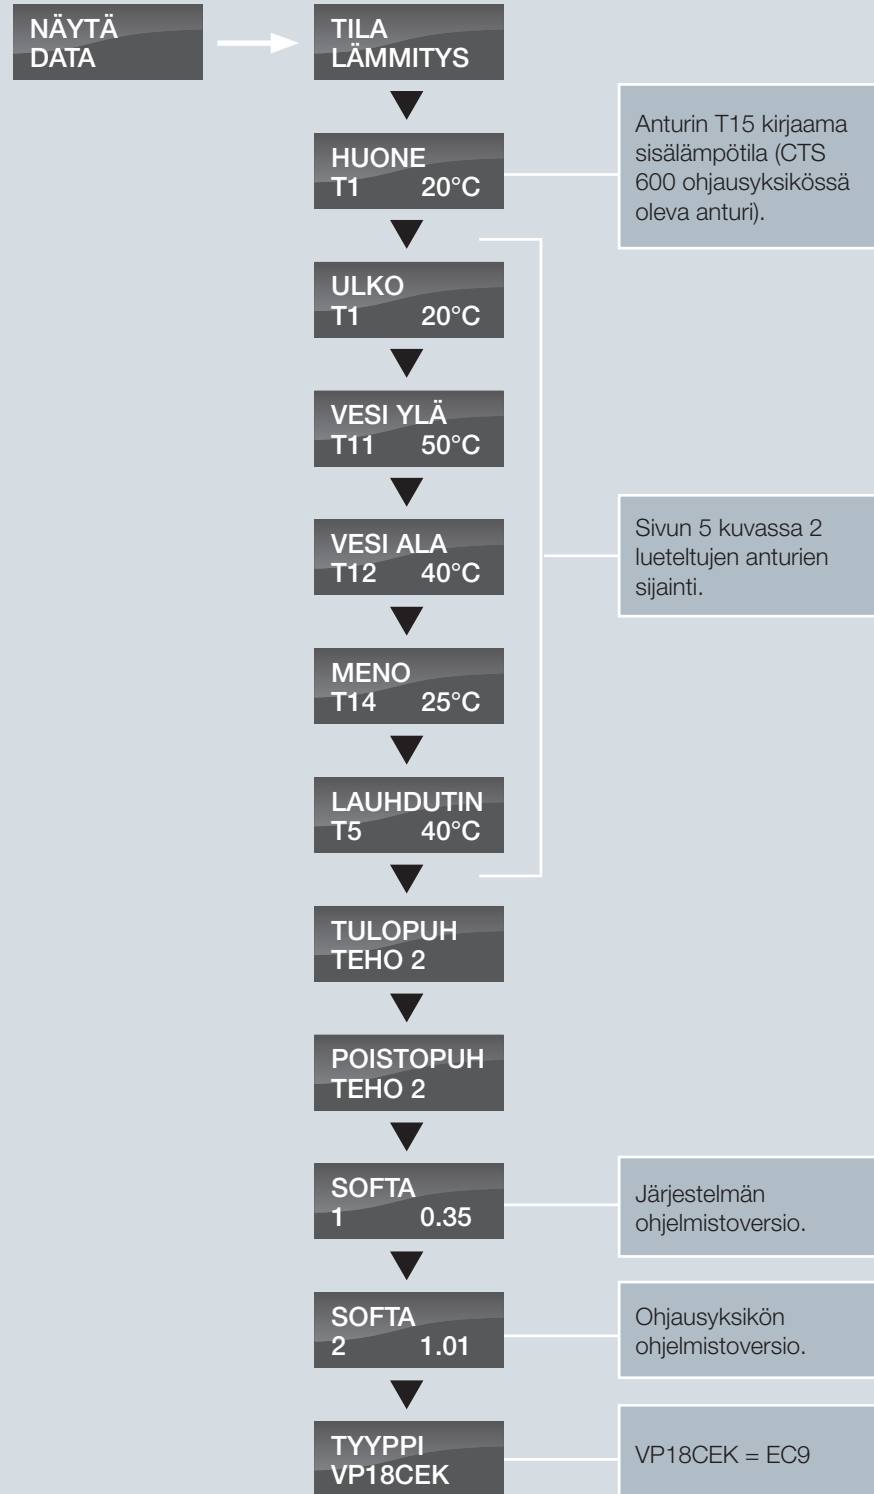 NÄYTÄ
DATA
TILA
LÄMMITYS
HUONE
T1 20°C
Anturin T15 kirjaama
sisälämpötila (CTS
600 ohjausyksikössä
oleva anturi).
ULKO
T1 20°C
VESI YLÄ
T11 50°C
VESI ALA
T12 40°C
Sivun 5 kuvassa 2
lueteltujen anturien
sijainti.
MENO
T14 25°C
LAUHDUTIN
T5 40°C
TULOPUH
TEHO 2
POISTOPUH
TEHO 2
SOFTA
1 0.35
Järjestelmän
ohjelmistoversio.
SOFTA
2 1.01
Ohjausyksikön
ohjelmistoversio.
TYYPPI
VP18CEK
VP18CEK = EC9